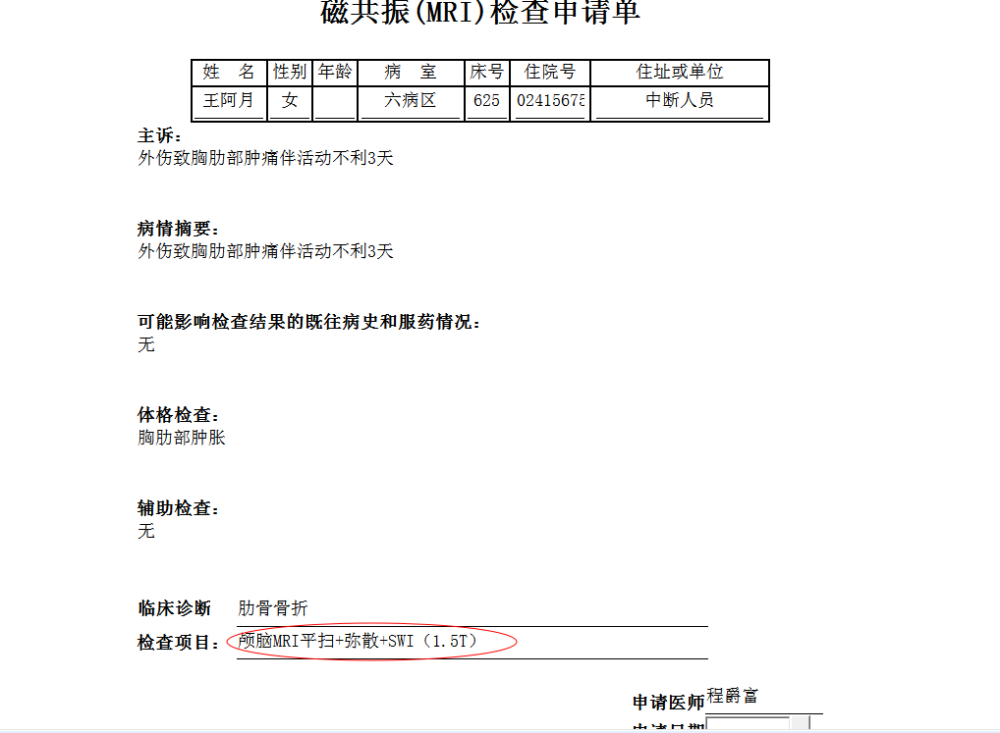 磁共振(MRI)检查申请单
姓 名 性别 年龄 病 室 床号 住院号 住址或单位
王阿月 女 六病区 625 02415675 中断人员
主诉：
外伤致胸肋部肿痛伴活动不利3天
病情摘要：
外伤致胸肋部肿痛伴活动不利3天
可能影响检查结果的既往病史和服药情况：
无
体格检查：
胸肋部肿胀
辅助检查：
无
临床诊断 肋骨骨折
检查项目： 颅脑MRI平扫+弥散+SWI（1.5T）
申请医师 程爵富
申请日期